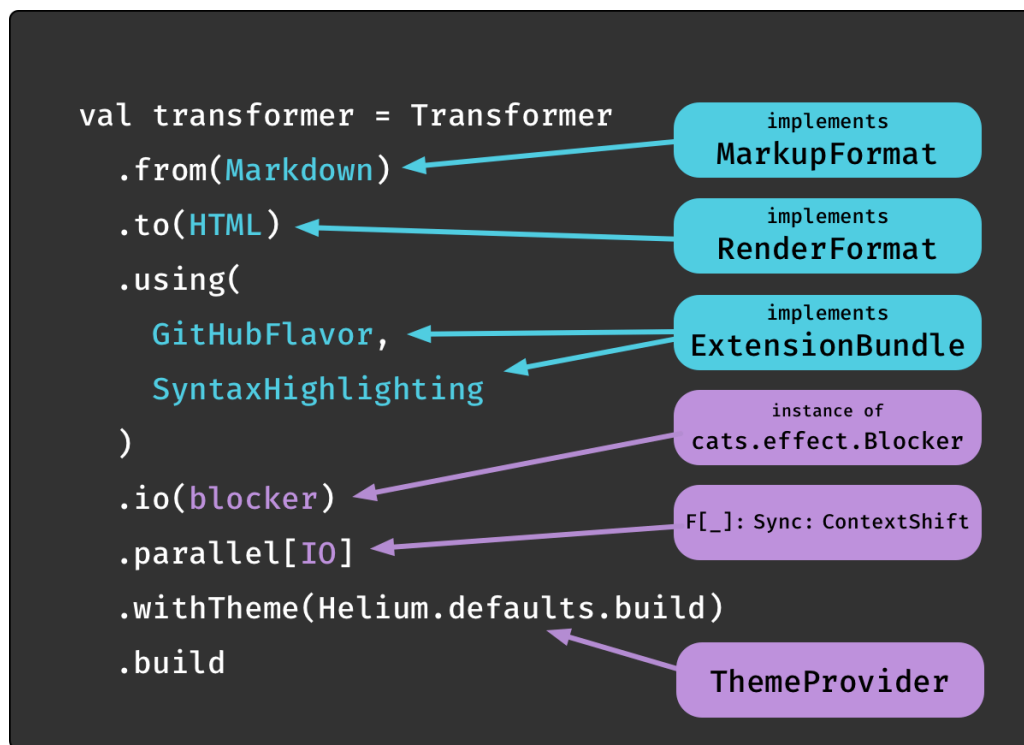 val transformer = Transformer
.from(Markdown)
.to(HTML)
.using(
GitHubFlavor,
SyntaxHighlighting
)
.io(blocker)
.parallel[IO]
.withTheme(Helium.defaults.build)
.build
implements
MarkupFormat
implements
RenderFormat
implements
ExtensionBundle
instance of
cats.effect.Blocker
F[_]: Sync: ContextShift
ThemeProvider